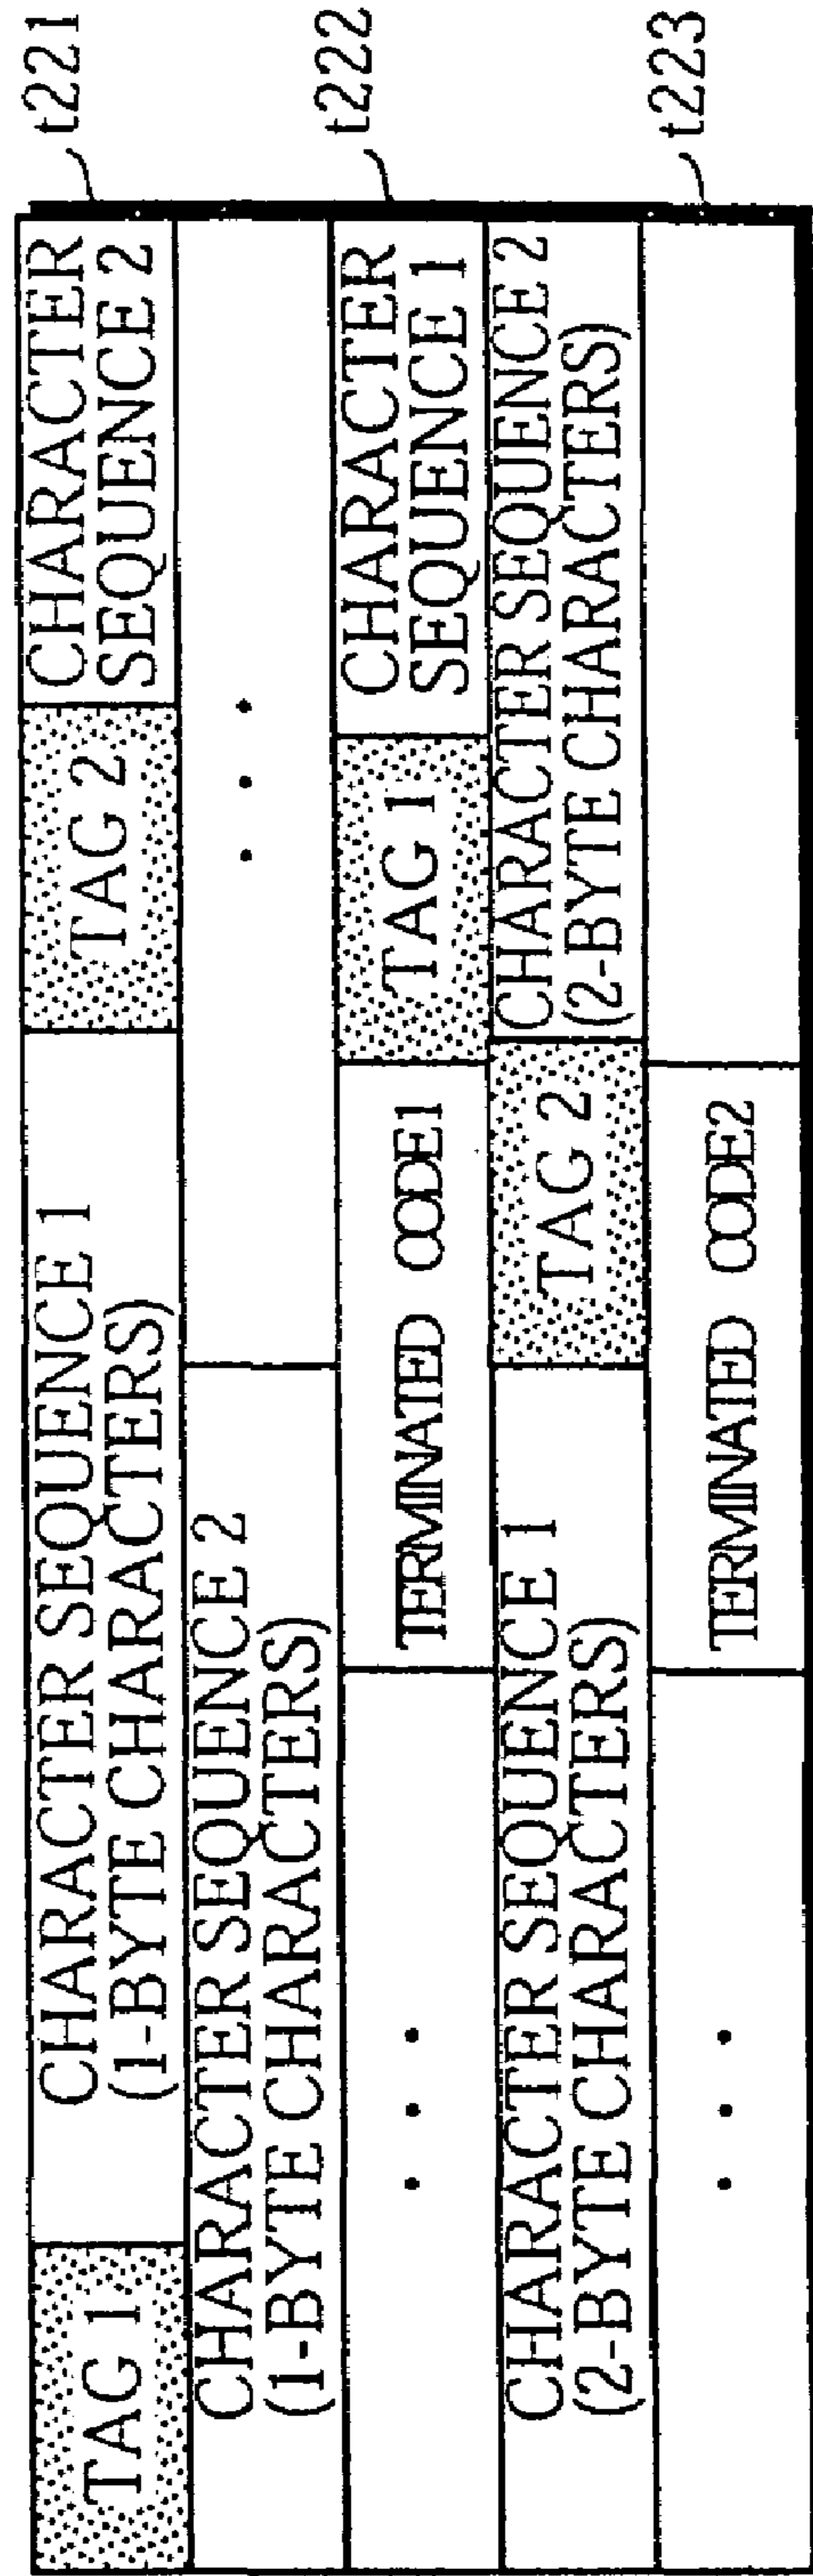 TAG 1
CHARACTER SEQUENCE 1
(1-BYTE CHARACTERS)
TAG 2
CHARACTER
SEQUENCE 2
t221
CHARACTER SEQUENCE 2
(1-BYTE CHARACTERS)
. . .
. . .
TERMINATED CODE1
TAG 1
CHARACTER
SEQUENCE 1
t222
CHARACTER SEQUENCE 1
(2-BYTE CHARACTERS)
TAG 2
CHARACTER SEQUENCE 2
(2-BYTE CHARACTERS)
. . .
TERMINATED CODE2
t223